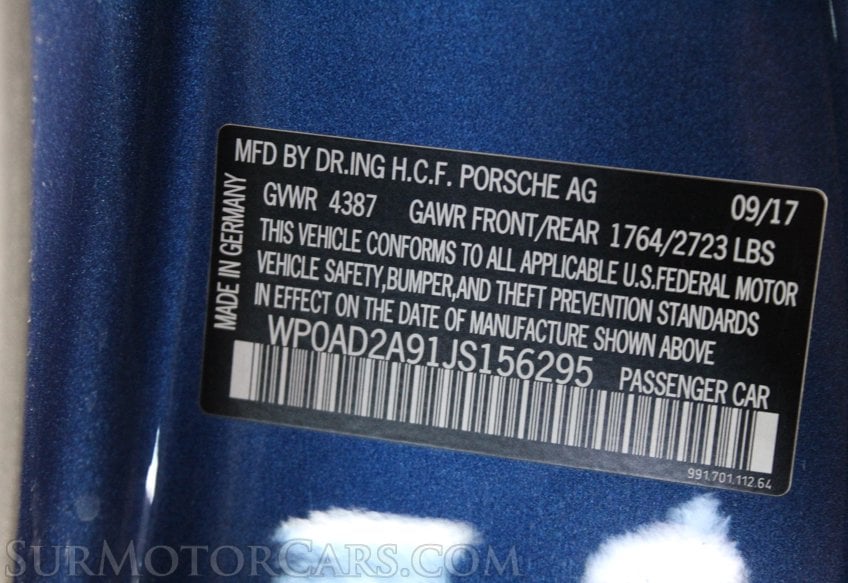 MFD BY DR.ING H.C.F. PORSCHE AG 09/17
GVWR 4387 GAWR FRONT/REAR 1764/2723 LBS
THIS VEHICLE CONFORMS TO ALL APPLICABLE U.S.FEDERAL MOTOR
VEHICLE SAFETY,BUMPER,AND THEFT PREVENTION STANDARDS
IN EFFECT ON THE DATE OF MANUFACTURE SHOWN ABOVE
WP0AD2A91JS156295 PASSENGER CAR
991.701.112.64
MADE IN GERMANY
SURMOTORCARS.COM